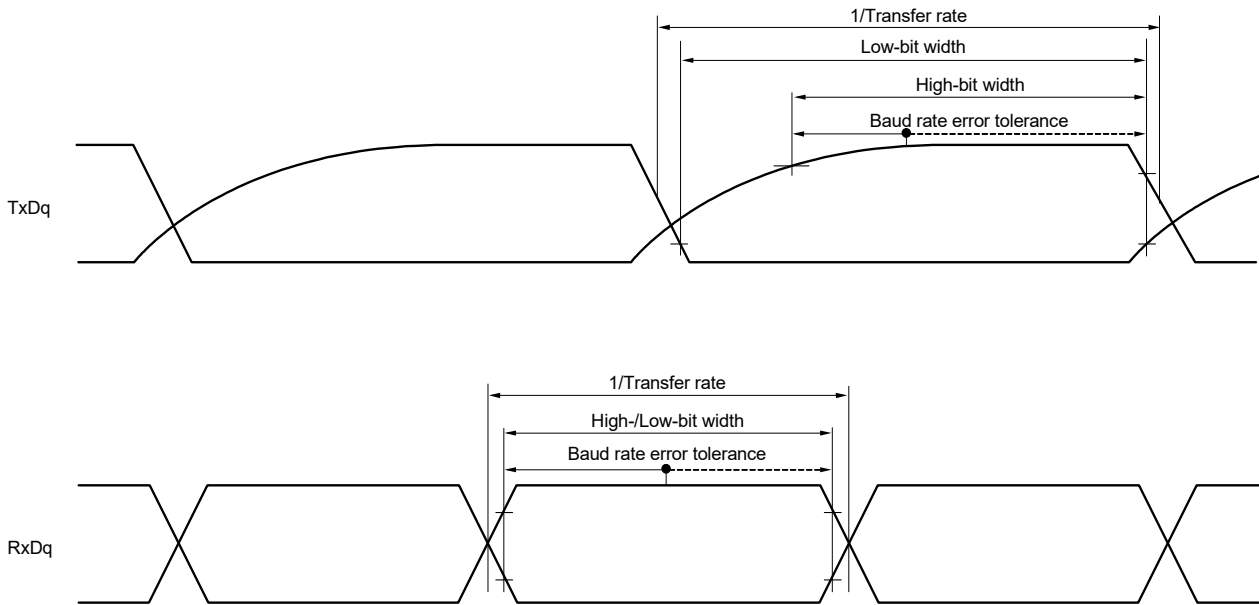 1/Transfer rate
Low-bit width
High-bit width
Baud rate error tolerance
TxDq
1/Transfer rate
High-/Low-bit width
Baud rate error tolerance
RxDq